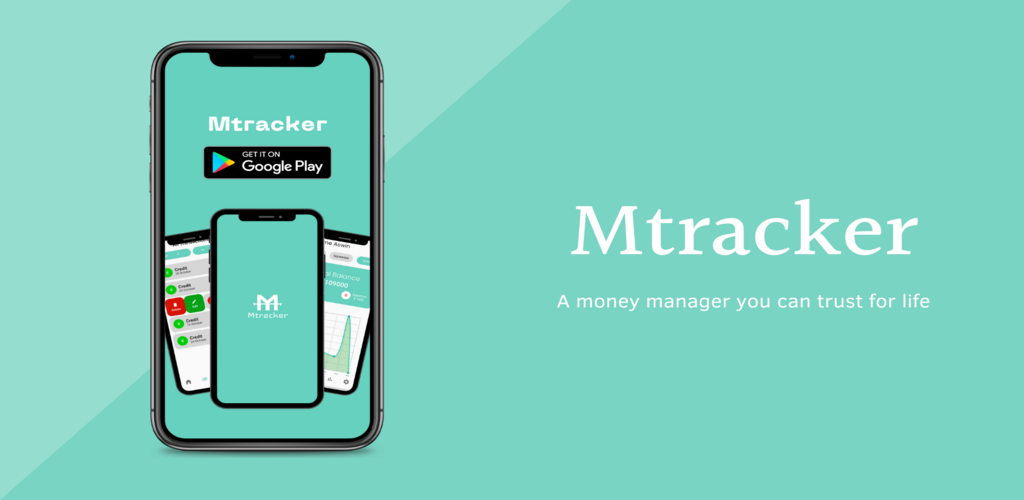 Mtracker
GET IT ON
Google Play
Credit
Credit
Credit
me Aswin
al Balance
109000
Mtracker
Mtracker
A money manager you can trust for life